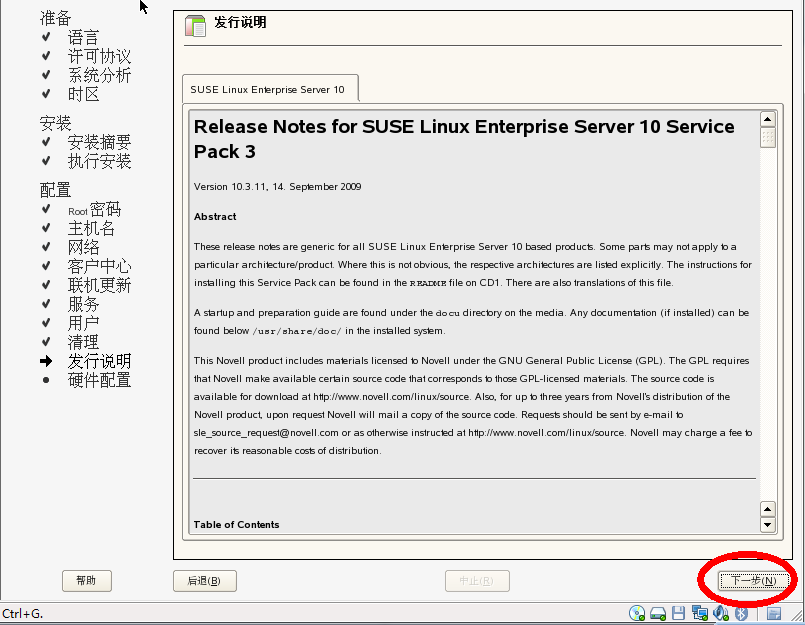 准备
语言
许可协议
系统分析
时区
安装
安装摘要
执行安装
配置
Root 密码
主机名
网络
客户中心
联机更新
服务
用户
清理
发行说明
硬件配置
发行说明
SUSE Linux Enterprise Server 10
Release Notes for SUSE Linux Enterprise Server 10 Service
Pack 3
Version 10.3.11, 14. September 2009
Abstract
These release notes are generic for all SUSE Linux Enterprise Server 10 based products. Some parts may not apply to a
particular architecture/product. Where this is not obvious, the respective architectures are listed explicitly. The instructions for
installing this Service Pack can be found in the README file on CD1. There are also translations of this file.
A startup and preparation guide are found under the docu directory on the media. Any documentation (if installed) can be
found below /usr/share/doc/ in the installed system.
This Novell product includes materials licensed to Novell under the GNU General Public License (GPL). The GPL requires
that Novell make available certain source code that corresponds to those GPL-licensed materials. The source code is
available for download at http://www.novell.com/linux/source. Also, for up to three years from Novell's distribution of the
Novell product, upon request Novell will mail a copy of the source code. Requests should be sent by e-mail to
sle_source_request@novell.com or as otherwise instructed at http://www.novell.com/linux/source. Novell may charge a fee to
recover its reasonable costs of distribution.
Table of Contents
帮助
后退(B)
中止(R)
下一步(N)
Ctrl+G.